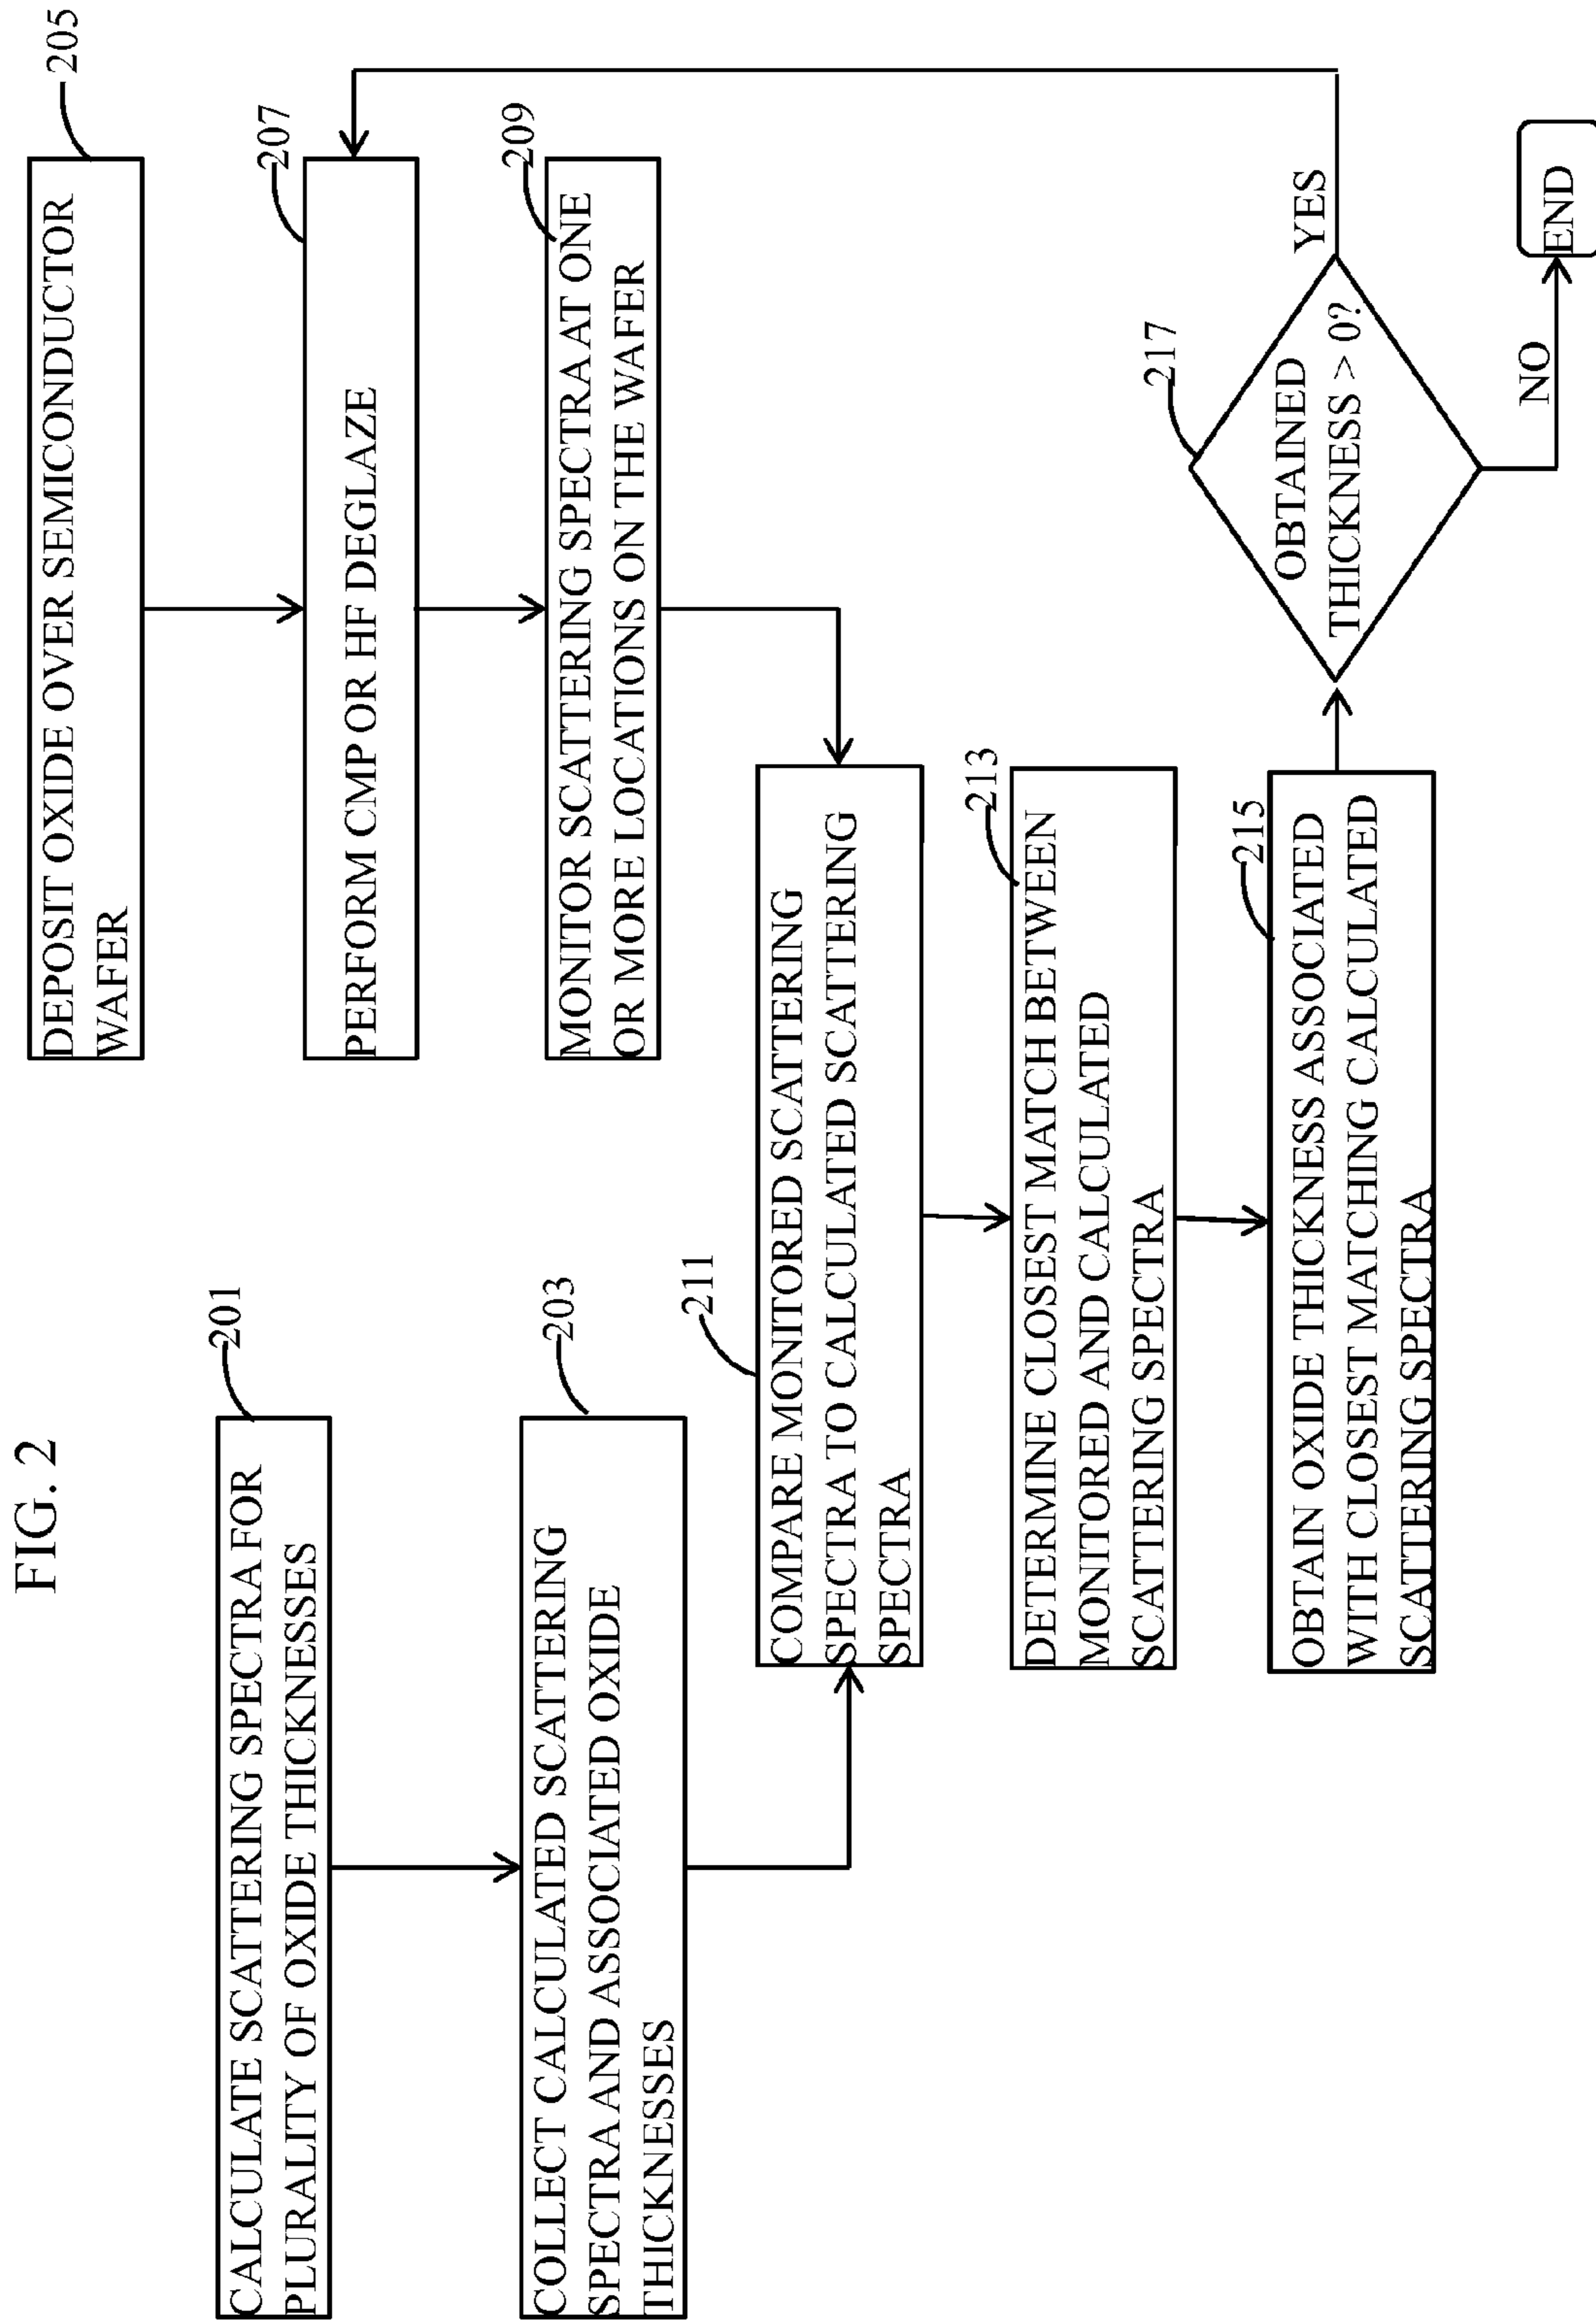 FIG. 2
201
CALCULATE SCATTERING SPECTRA FOR
PLURALITY OF OXIDE THICKNESSES
203
COLLECT CALCULATED SCATTERING
SPECTRA AND ASSOCIATED OXIDE
THICKNESSES
205
DEPOSIT OXIDE OVER SEMICONDUCTOR
WAFER
207
PERFORM CMP OR HF DEGLAZE
209
MONITOR SCATTERING SPECTRA AT ONE
OR MORE LOCATIONS ON THE WAFER
211
COMPARE MONITORED SCATTERING
SPECTRA TO CALCULATED SCATTERING
SPECTRA
213
DETERMINE CLOSEST MATCH BETWEEN
MONITORED AND CALCULATED
SCATTERING SPECTRA
215
OBTAIN OXIDE THICKNESS ASSOCIATED
WITH CLOSEST MATCHING CALCULATED
SCATTERING SPECTRA
217
OBTAINED
THICKNESS > 0?
YES
NO
END